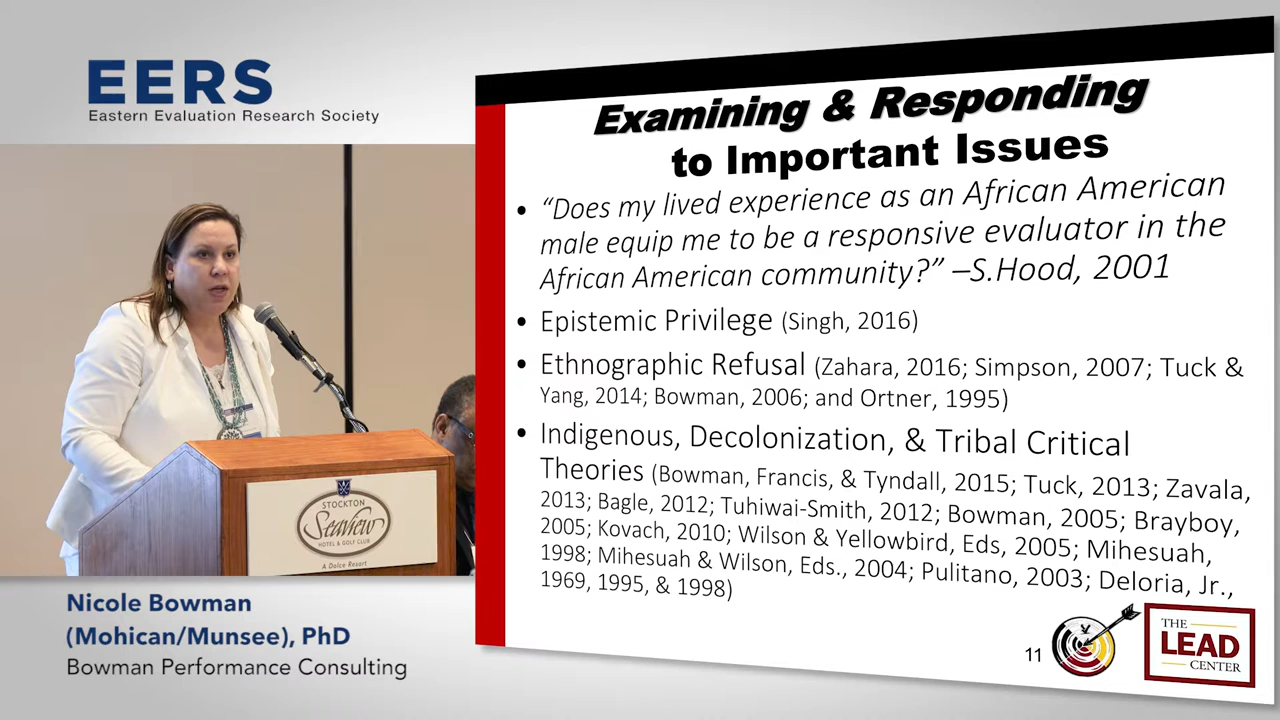 EERS
Eastern Evaluation Research Society
STOCKTON
Seaview
HOTEL & GOLF CLUB
A Dolce Resort
Nicole Bowman
(Mohican/Munsee), PhD
Bowman Performance Consulting
Examining & Responding
to Important Issues
• “Does my lived experience as an African American
male equip me to be a responsive evaluator in the
African American community?” –S.Hood, 2001
• Epistemic Privilege (Singh, 2016)
• Ethnographic Refusal (Zahara, 2016; Simpson, 2007; Tuck &
Yang, 2014; Bowman, 2006; and Ortner, 1995)
• Indigenous, Decolonization, & Tribal Critical
Theories (Bowman, Francis, & Tyndall, 2015; Tuck, 2013; Zavala,
2013; Bagle, 2012; Tuhiwai-Smith, 2012; Bowman, 2005; Brayboy,
2005; Kovach, 2010; Wilson & Yellowbird, Eds, 2005; Mihesuah,
1998; Mihesuah & Wilson, Eds., 2004; Pulitano, 2003; Deloria, Jr.,
1969, 1995, & 1998)
11
THE
LEAD
CENTER